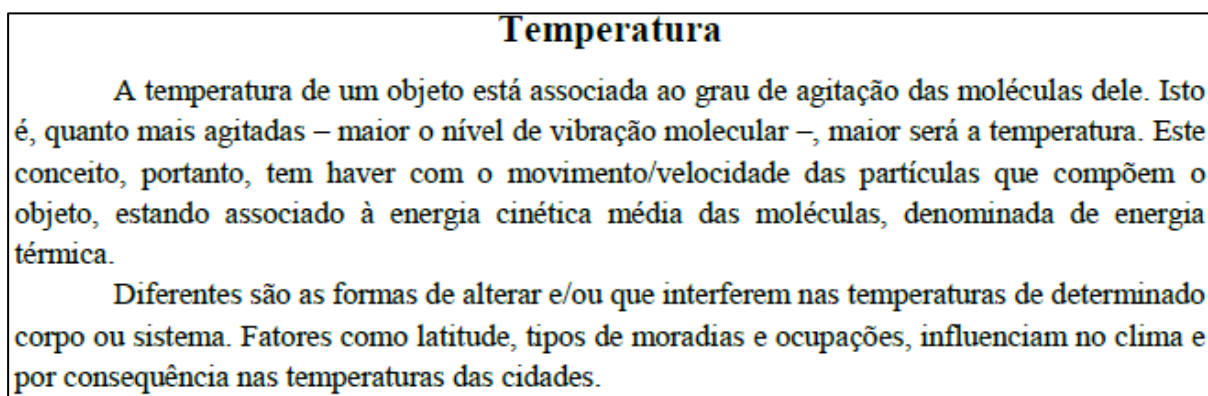 Temperatura
A temperatura de um objeto está associada ao grau de agitação das moléculas dele. Isto
é, quanto mais agitadas – maior o nível de vibração molecular –, maior será a temperatura. Este
conceito, portanto, tem haver com o movimento/velocidade das partículas que compõem o
objeto, estando associado à energia cinética média das moléculas, denominada de energia
térmica.
Diferentes são as formas de alterar e/ou que interferem nas temperaturas de determinado
corpo ou sistema. Fatores como latitude, tipos de moradias e ocupações, influenciam no clima e
por consequência nas temperaturas das cidades.